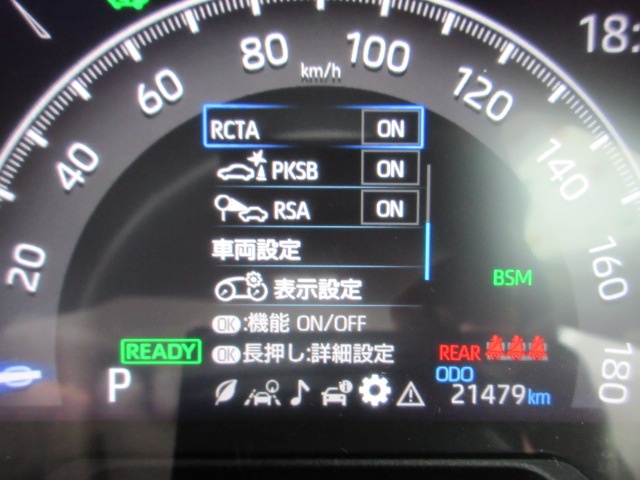 18:
20
40
60
80
100
120
140
160
180
km/h
RCTA ON
PKSB ON
RSA ON
車両設定
表示設定
OK:機能 ON/OFF
OK長押し:詳細設定
BSM
READY
REAR
P
ODO
21479km